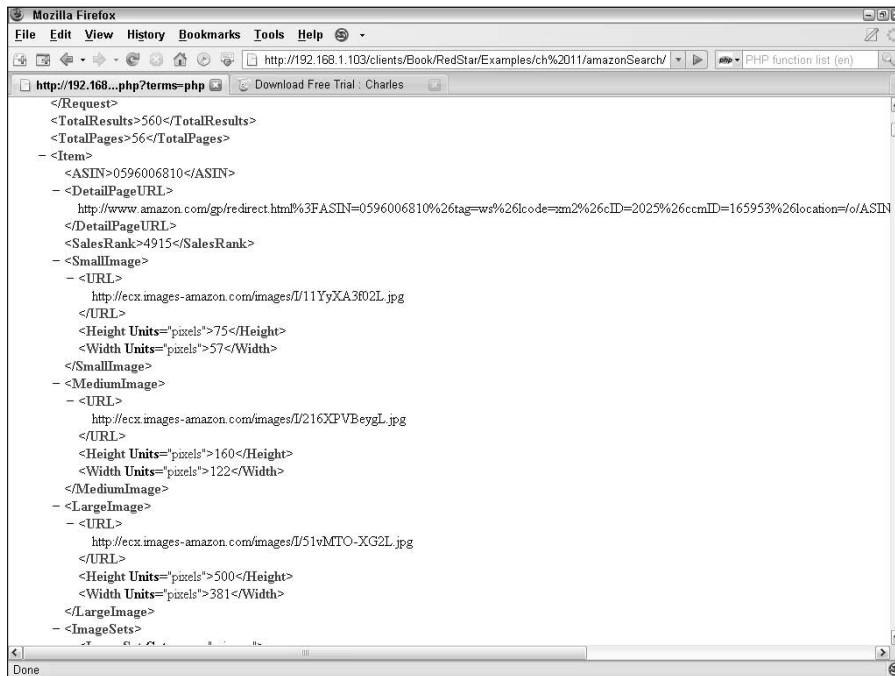 Mozilla Firefox
File Edit View History Bookmarks Tools Help
http://192.168.1.103/clients/Book/RedStar/Examples/ch%2011/amazonSearch/
php PHP function list (en)
http://192.168...php?terms=php
Download Free Trial : Charles
</Request>
<TotalResults>560</TotalResults>
<TotalPages>56</TotalPages>
− <Item>
<ASIN>0596006810</ASIN>
− <DetailPageURL>
http://www.amazon.com/gp/redirect.html%3FASIN=0596006810%26tag=ws%26lcode=xm2%26cID=2025%26ccmID=165953%26location=/o/ASIN
</DetailPageURL>
<SalesRank>4915</SalesRank>
− <SmallImage>
− <URL>
http://ecx.images-amazon.com/images/I/11YyXA3f02L.jpg
</URL>
<Height Units="pixels">75</Height>
<Width Units="pixels">57</Width>
</SmallImage>
− <MediumImage>
− <URL>
http://ecx.images-amazon.com/images/I/216XPVBeygL.jpg
</URL>
<Height Units="pixels">160</Height>
<Width Units="pixels">122</Width>
</MediumImage>
− <LargeImage>
− <URL>
http://ecx.images-amazon.com/images/I/51vMTO-XG2L.jpg
</URL>
<Height Units="pixels">500</Height>
<Width Units="pixels">381</Width>
</LargeImage>
− <ImageSets>
Done